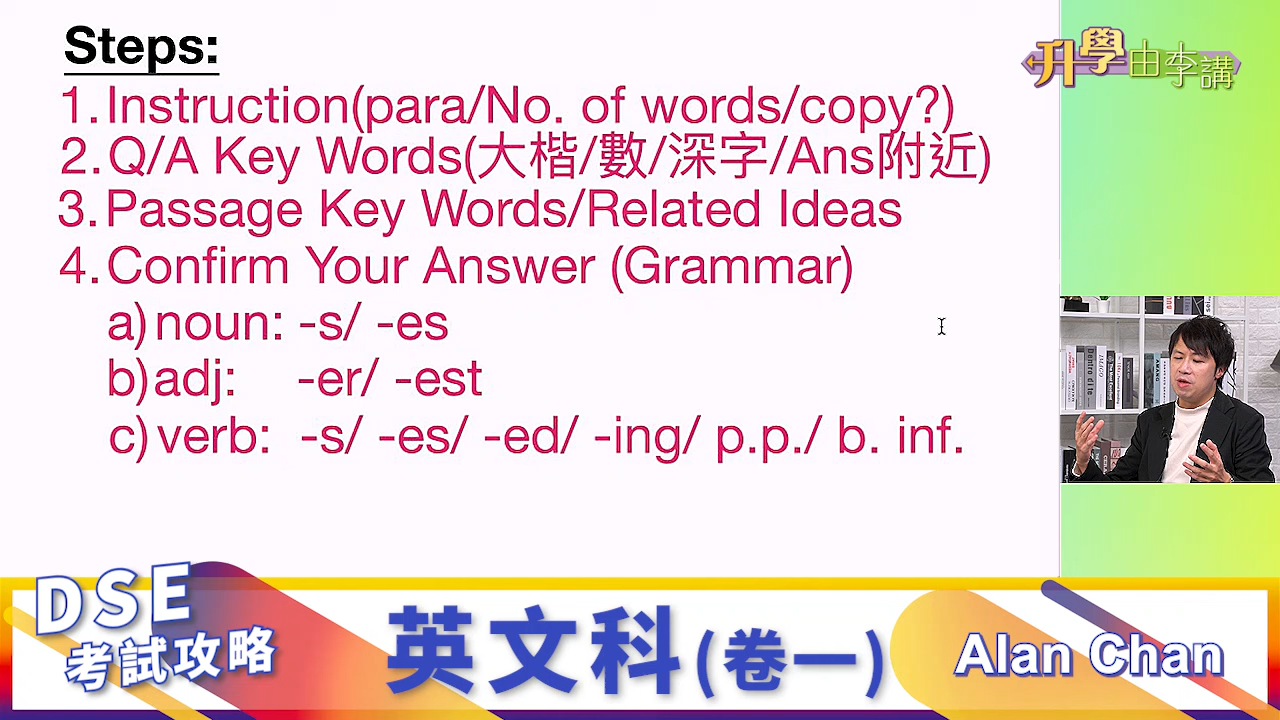 Steps:
1. Instruction(para/No. of words/copy?)
2. Q/A Key Words(大楷/數/深字/Ans附近)
3. Passage Key Words/Related Ideas
4. Confirm Your Answer (Grammar)
a) noun: -s/ -es
b) adj: -er/ -est
c) verb: -s/ -es/ -ed/ -ing/ p.p./ b. inf.
升學由李講
DSE
考試攻略
英文科(卷一)
Alan Chan